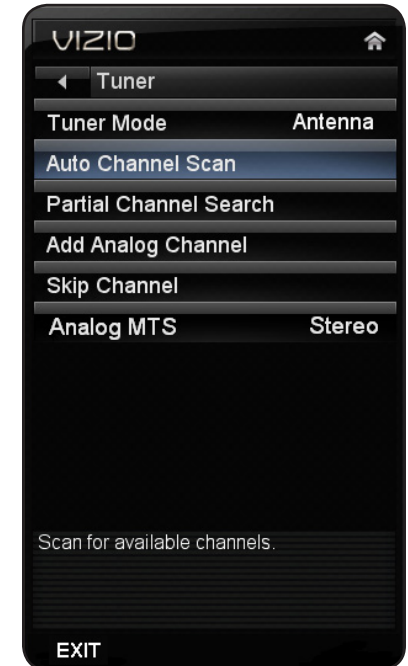 VIZIO
Tuner
Tuner Mode Antenna
Auto Channel Scan
Partial Channel Search
Add Analog Channel
Skip Channel
Analog MTS Stereo
Scan for available channels.
EXIT